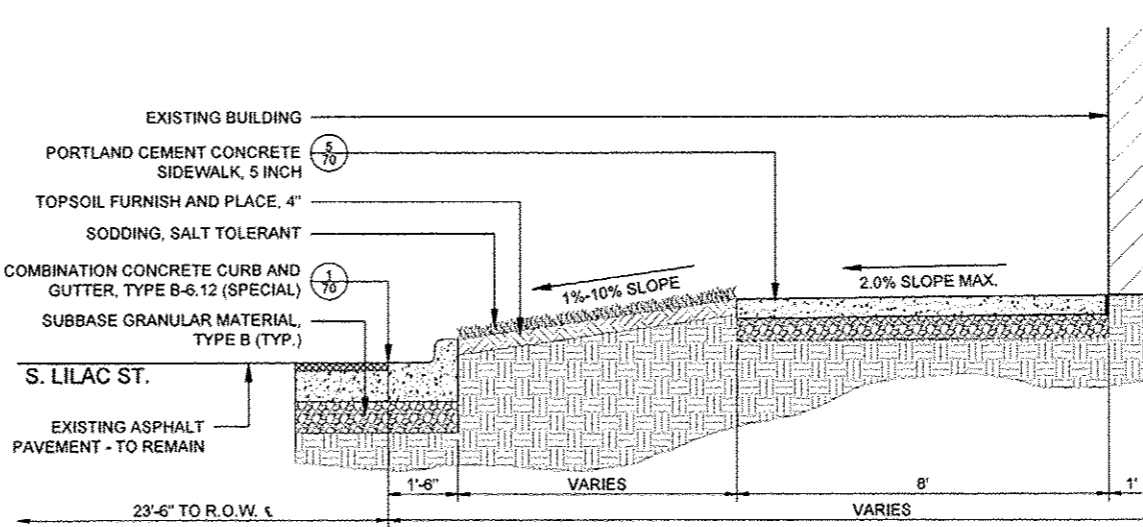 EXISTING BUILDING
PORTLAND CEMENT CONCRETE
SIDEWALK, 5 INCH
5
70
TOPSOIL FURNISH AND PLACE, 4"
SODDING, SALT TOLERANT
COMBINATION CONCRETE CURB AND
GUTTER, TYPE B-6.12 (SPECIAL)
1
70
SUBBASE GRANULAR MATERIAL,
TYPE B (TYP.)
1%-10% SLOPE
2.0% SLOPE MAX.
S. LILAC ST.
EXISTING ASPHALT
PAVEMENT - TO REMAIN
1'-6"
VARIES
8'
1'
23'-6" TO R.O.W. ℄
VARIES